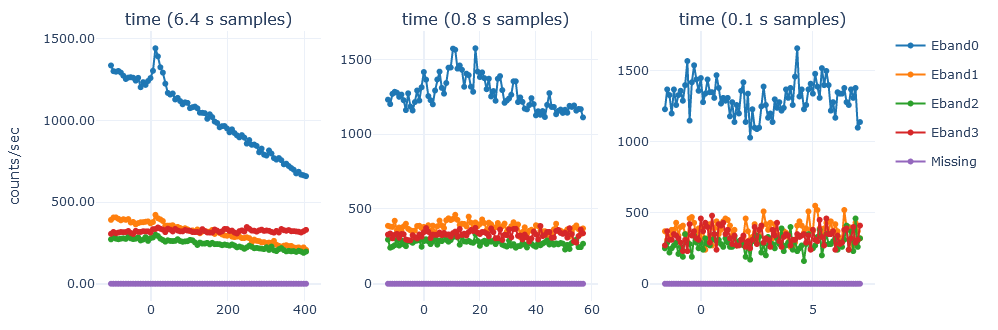 time (6.4 s samples)
time (0.8 s samples)
time (0.1 s samples)
counts/sec
1500.00
1000.00
500.00
0.00
0
200
400
1500
1000
500
0
0
20
40
60
1500
1000
500
0
0
5
Eband0
Eband1
Eband2
Eband3
Missing